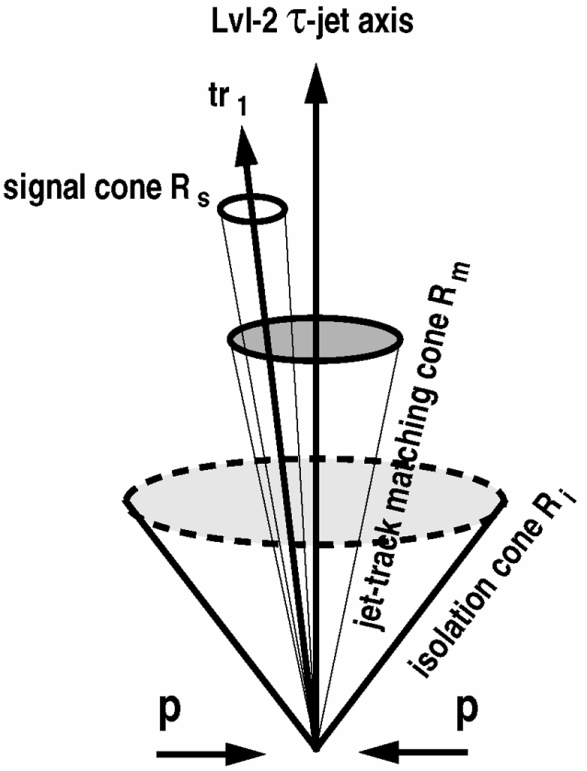 Lvl-2 τ-jet axis
tr 1
signal cone R s
jet-track matching cone R m
isolation cone R i
p
p